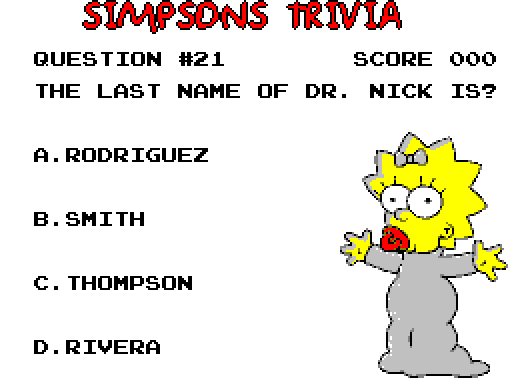 SIMPSONS TRIVIA
QUESTION #21 SCORE 000
THE LAST NAME OF DR. NICK IS?
A.RODRIGUEZ
B.SMITH
C.THOMPSON
D.RIVERA